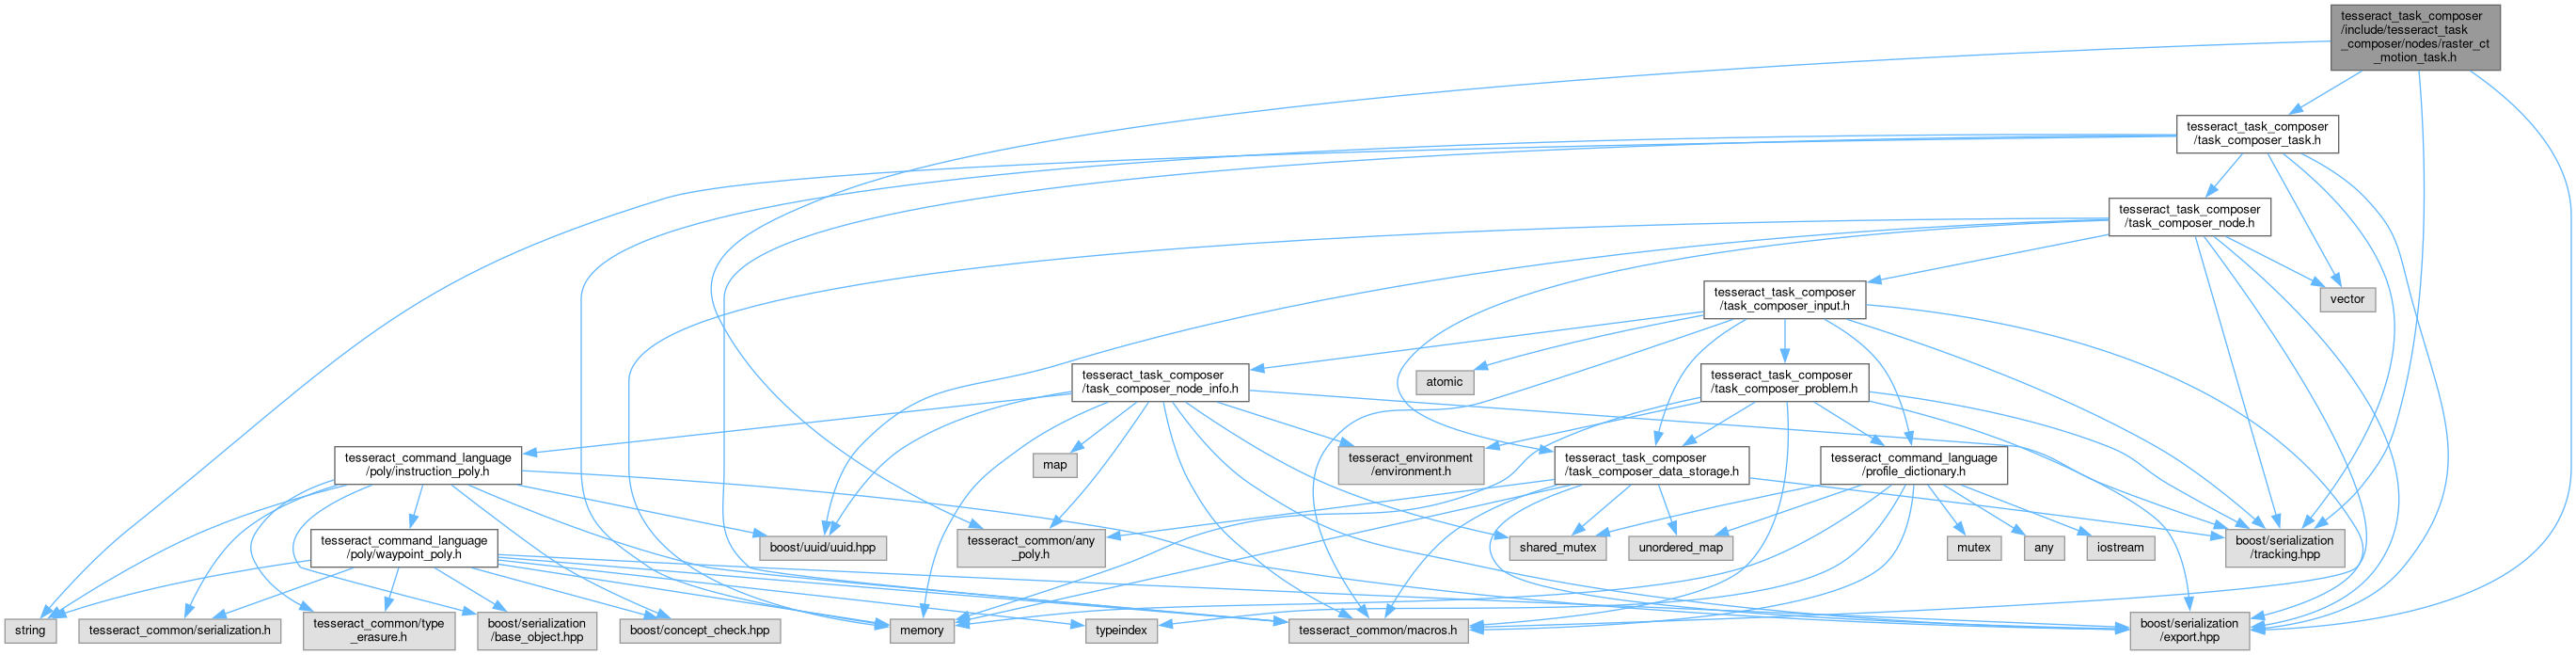 tesseract_task_composer
/include/tesseract_task
_composer/nodes/raster_ct
_motion_task.h
tesseract_task_composer
/task_composer_task.h
tesseract_task_composer
/task_composer_node.h
tesseract_task_composer
/task_composer_input.h
vector
tesseract_task_composer
/task_composer_node_info.h
atomic
tesseract_task_composer
/task_composer_problem.h
tesseract_command_language
/poly/instruction_poly.h
map
tesseract_environment
/environment.h
tesseract_task_composer
/task_composer_data_storage.h
tesseract_command_language
/profile_dictionary.h
tesseract_command_language
/poly/waypoint_poly.h
boost/uuid/uuid.hpp
tesseract_common/any
_poly.h
shared_mutex
unordered_map
mutex
any
iostream
boost/serialization
/tracking.hpp
string
tesseract_common/serialization.h
tesseract_common/type
_erasure.h
boost/serialization
/base_object.hpp
boost/concept_check.hpp
memory
typeindex
tesseract_common/macros.h
boost/serialization
/export.hpp